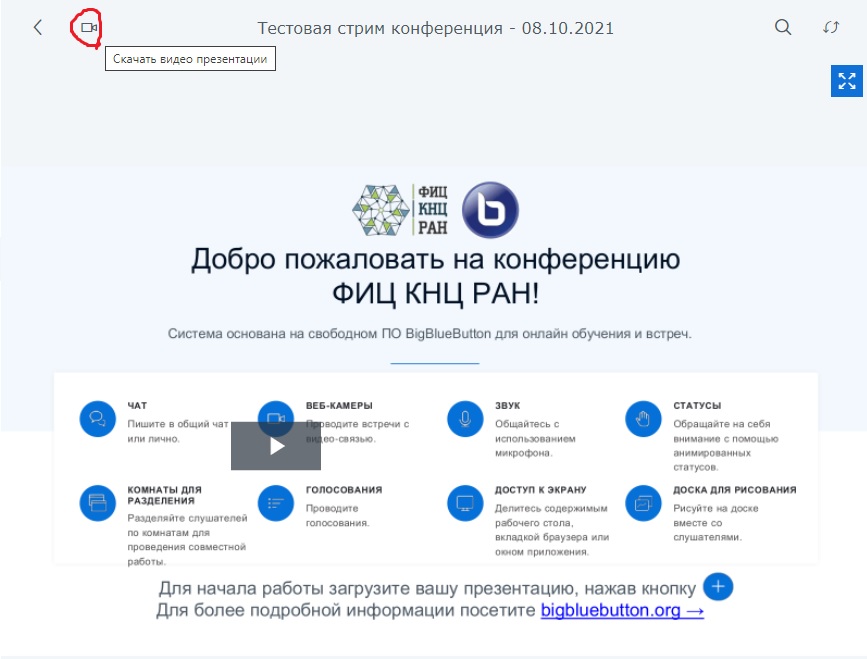 Тестовая стрим конференция - 08.10.2021
Скачать видео презентации
ФИЦ
КНЦ
РАН
Добро пожаловать на конференцию
ФИЦ КНЦ РАН!
Система основана на свободном ПО BigBlueButton для онлайн обучения и встреч.
ЧАТ
Пишите в общий чат
или лично.
ВЕБ-КАМЕРЫ
Проводите встречи с
видео-связью.
ЗВУК
Общайтесь с
использованием
микрофона.
СТАТУСЫ
Обращайте на себя
внимание с помощью
анимированных
статусов.
КОМНАТЫ ДЛЯ
РАЗДЕЛЕНИЯ
Разделяйте слушателей
по комнатам для
проведения совместной
работы.
ГОЛОСОВАНИЯ
Проводите
голосования.
ДОСТУП К ЭКРАНУ
Делитесь содержимым
рабочего стола,
вкладкой браузера или
окном приложения.
ДОСКА ДЛЯ РИСОВАНИЯ
Рисуйте на доске
вместе со
слушателями.
Для начала работы загрузите вашу презентацию, нажав кнопку
Для более подробной информации посетите bigbluebutton.org →